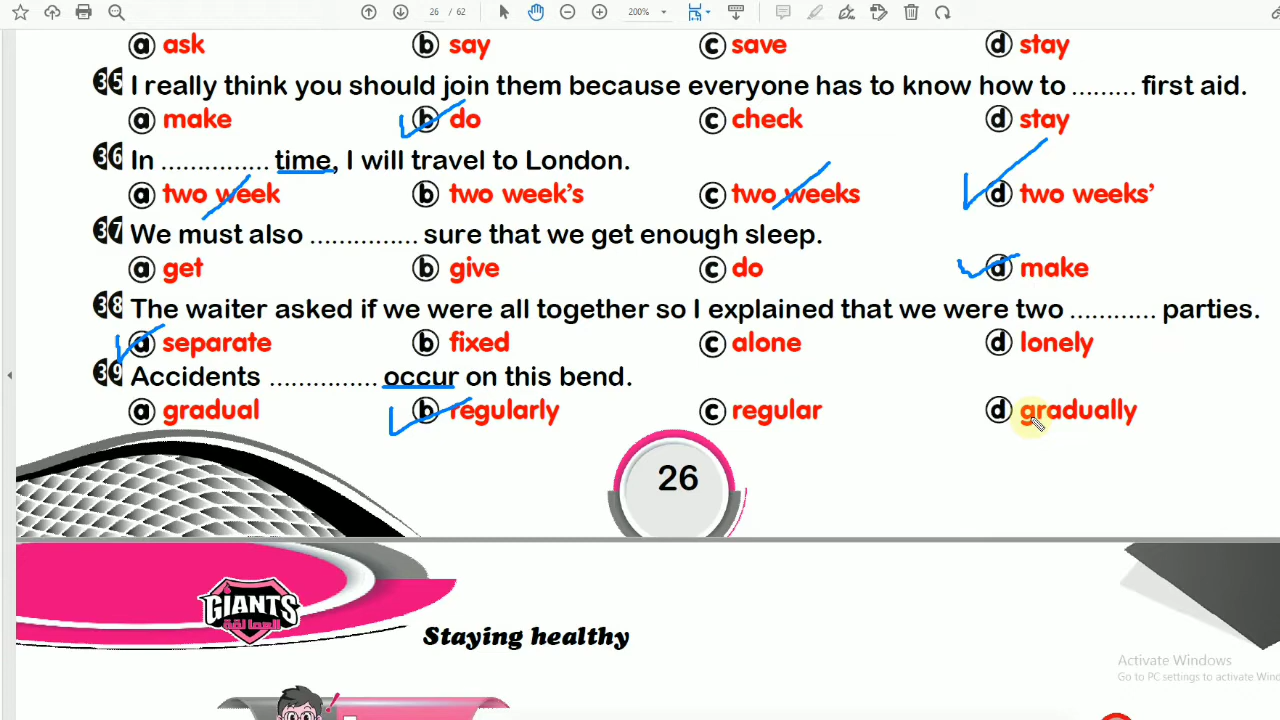 26 / 62
200%
a ask b say c save d stay
35 I really think you should join them because everyone has to know how to ......... first aid.
a make b do c check d stay
36 In .............. time, I will travel to London.
a two week b two week's c two weeks d two weeks'
37 We must also .............. sure that we get enough sleep.
a get b give c do d make
38 The waiter asked if we were all together so I explained that we were two ............ parties.
a separate b fixed c alone d lonely
39 Accidents .............. occur on this bend.
a gradual b regularly c regular d gradually
26
GIANTS
العمالقة
Staying healthy
Activate Windows
Go to PC settings to activate Wind